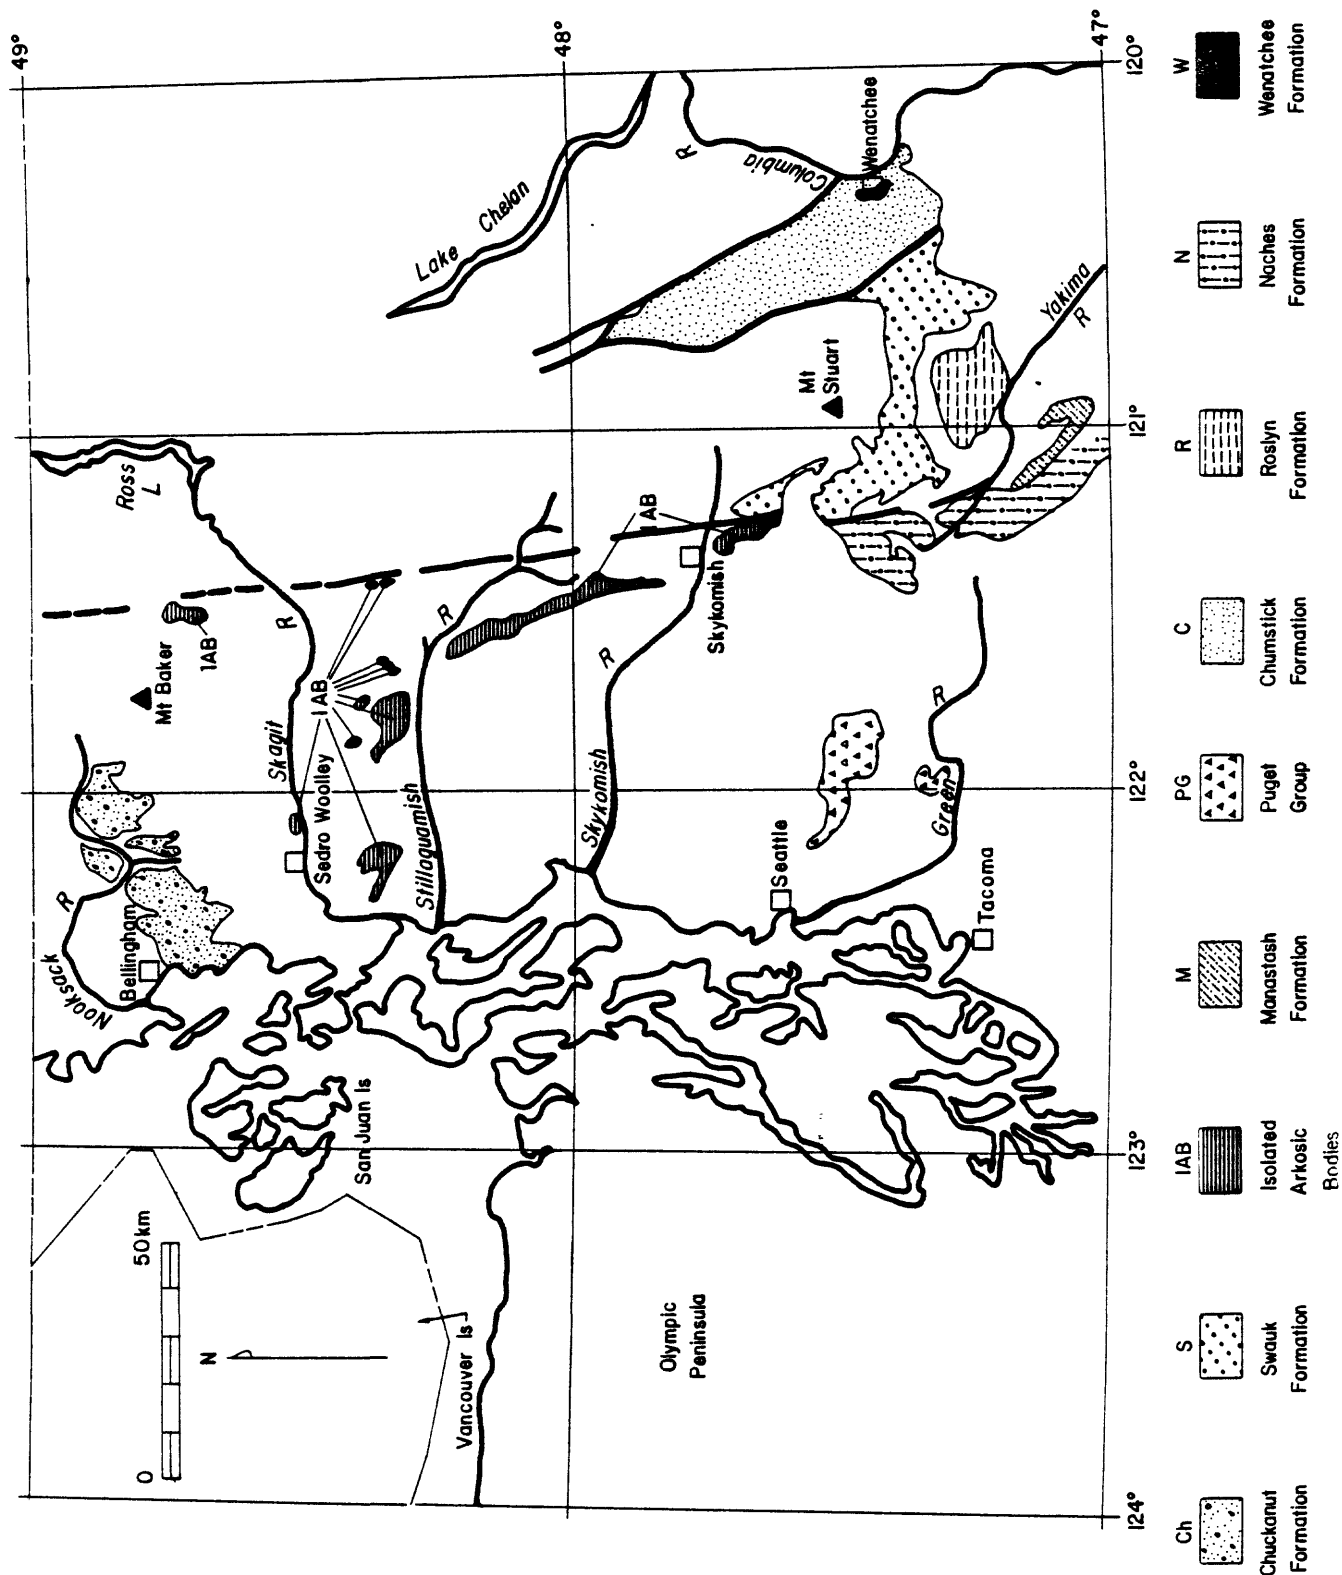 49°
48°
47°
120°
121°
122°
123°
124°
0
50 km
N
Vancouver Is
San Juan Is
Olympic
Peninsula
Nooksack
R
Bellingham
Mt Baker
IAB
Ross
L
Skagit
R
Sedro Woolley
IAB
Stillaguamish
R
Skykomish
R
Skykomish
IAB
Lake Chelan
Columbia
R
Wenatchee
Mt
Stuart
Yakima
R
Seattle
Green
R
Tacoma
Ch
Chuckanut
Formation
S
Swauk
Formation
IAB
Isolated
Arkosic
Bodies
M
Manastash
Formation
PG
Puget
Group
C
Chumstick
Formation
R
Roslyn
Formation
N
Naches
Formation
W
Wenatchee
Formation